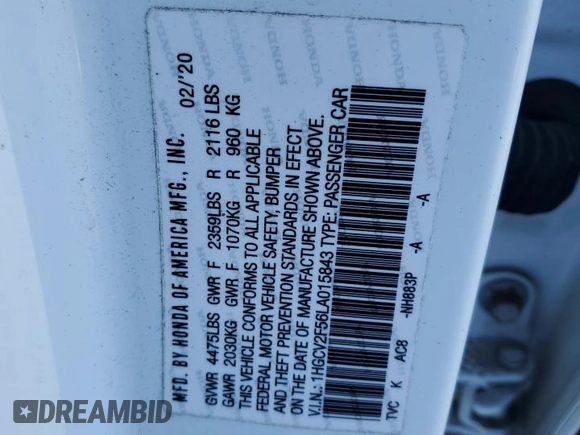 MFD. BY HONDA OF AMERICA MFG., INC. 02/'20
GVWR 4475LBS GWR F 2359LBS R 2116 LBS
GAWR 2030KG GWR F 1070KG R 960 KG
THIS VEHICLE CONFORMS TO ALL APPLICABLE
FEDERAL MOTOR VEHICLE SAFETY, BUMPER
AND THEFT PREVENTION STANDARDS IN EFFECT
ON THE DATE OF MANUFACTURE SHOWN ABOVE.
V.I.N.: 1HGCV2F56LA015843 TYPE: PASSENGER CAR
TVC K AC8 -NH883P -A -A
HONDA
DREAMBID